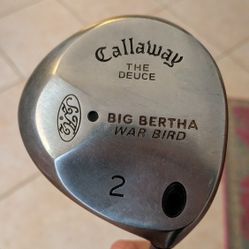 Callaway
THE
DEUCE
BIG BERTHA
WAR BIRD
2